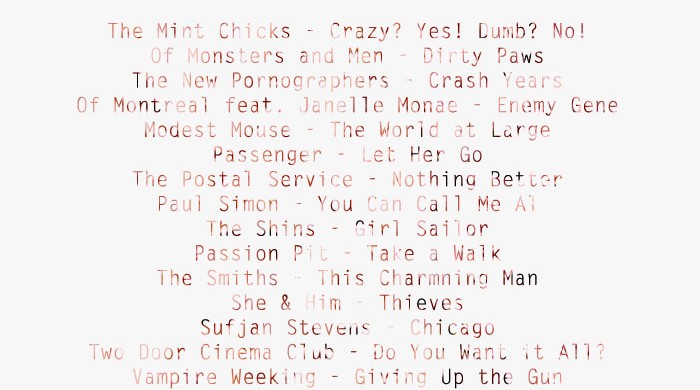 The Mint Chicks - Crazy? Yes! Dumb? No!
Of Monsters and Men - Dirty Paws
The New Pornographers - Crash Years
Of Montreal feat. Janelle Monae - Enemy Gene
Modest Mouse - The World at Large
Passenger - Let Her Go
The Postal Service - Nothing Better
Paul Simon - You Can Call Me Al
The Shins - Girl Sailor
Passion Pit - Take a Walk
The Smiths - This Charmning Man
She & Him - Thieves
Sufjan Stevens - Chicago
Two Door Cinema Club - Do You Want it All?
Vampire Weeking - Giving Up the Gun